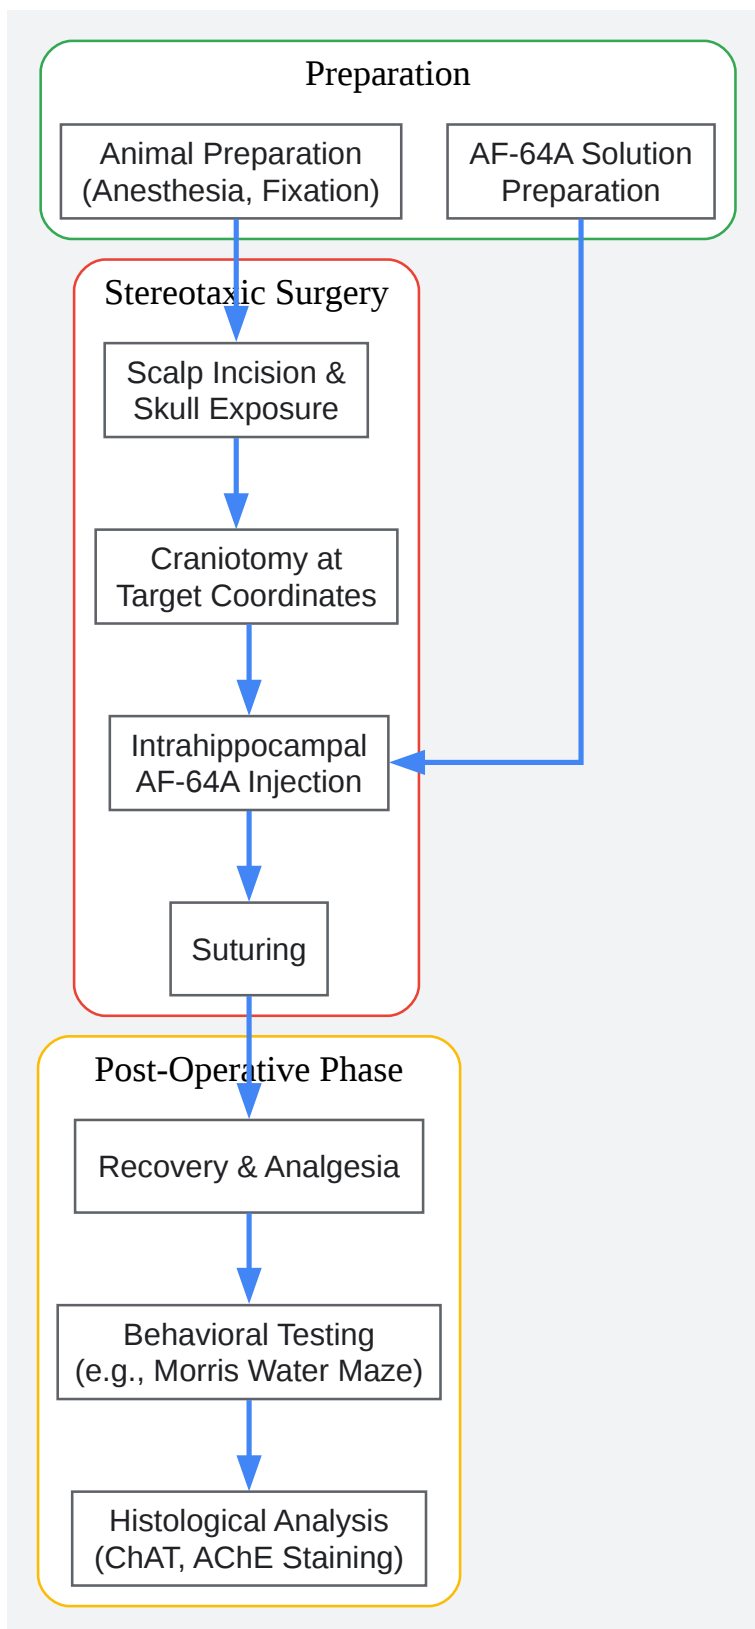 Preparation
Animal Preparation
(Anesthesia, Fixation)
AF-64A Solution
Preparation
Stereotaxic Surgery
Scalp Incision &
Skull Exposure
Craniotomy at
Target Coordinates
Intrahippocampal
AF-64A Injection
Suturing
Post-Operative Phase
Recovery & Analgesia
Behavioral Testing
(e.g., Morris Water Maze)
Histological Analysis
(ChAT, AChE Staining)